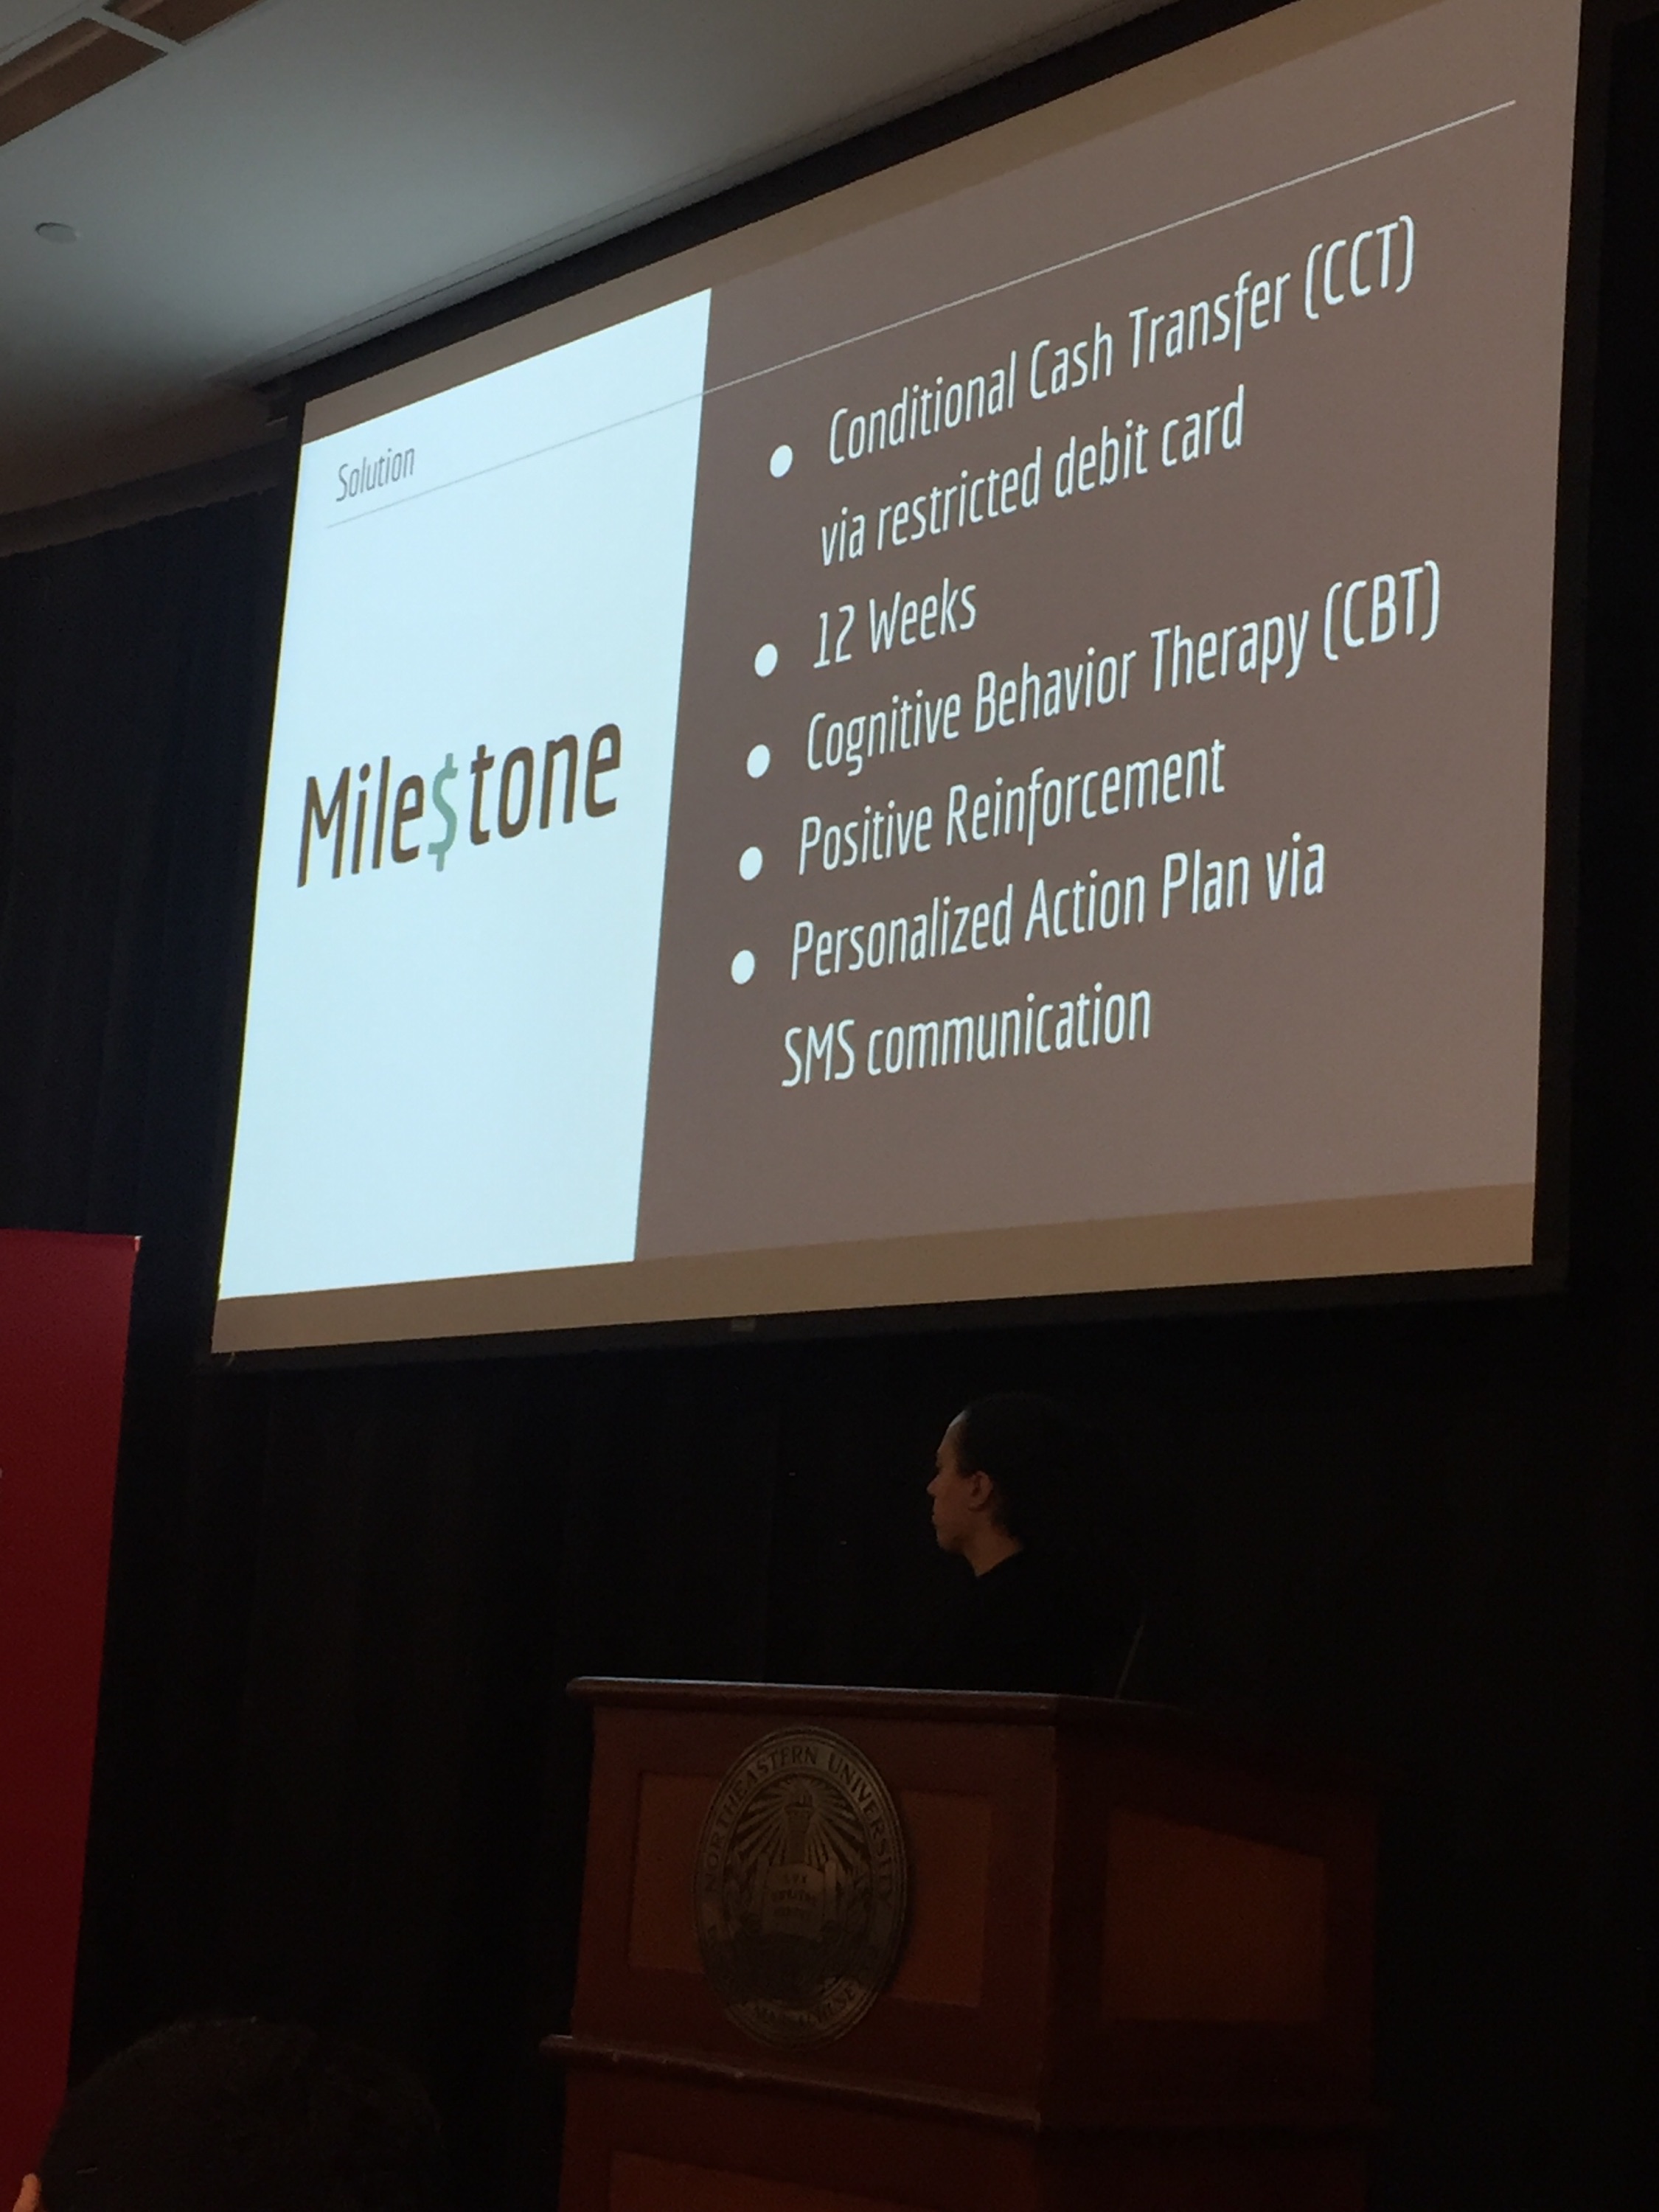 Solution
Mile$tone
● Conditional Cash Transfer (CCT)
via restricted debit card
● 12 Weeks
● Cognitive Behavior Therapy (CBT)
● Positive Reinforcement
● Personalized Action Plan via
SMS communication
NORTHEASTERN UNIVERSITY